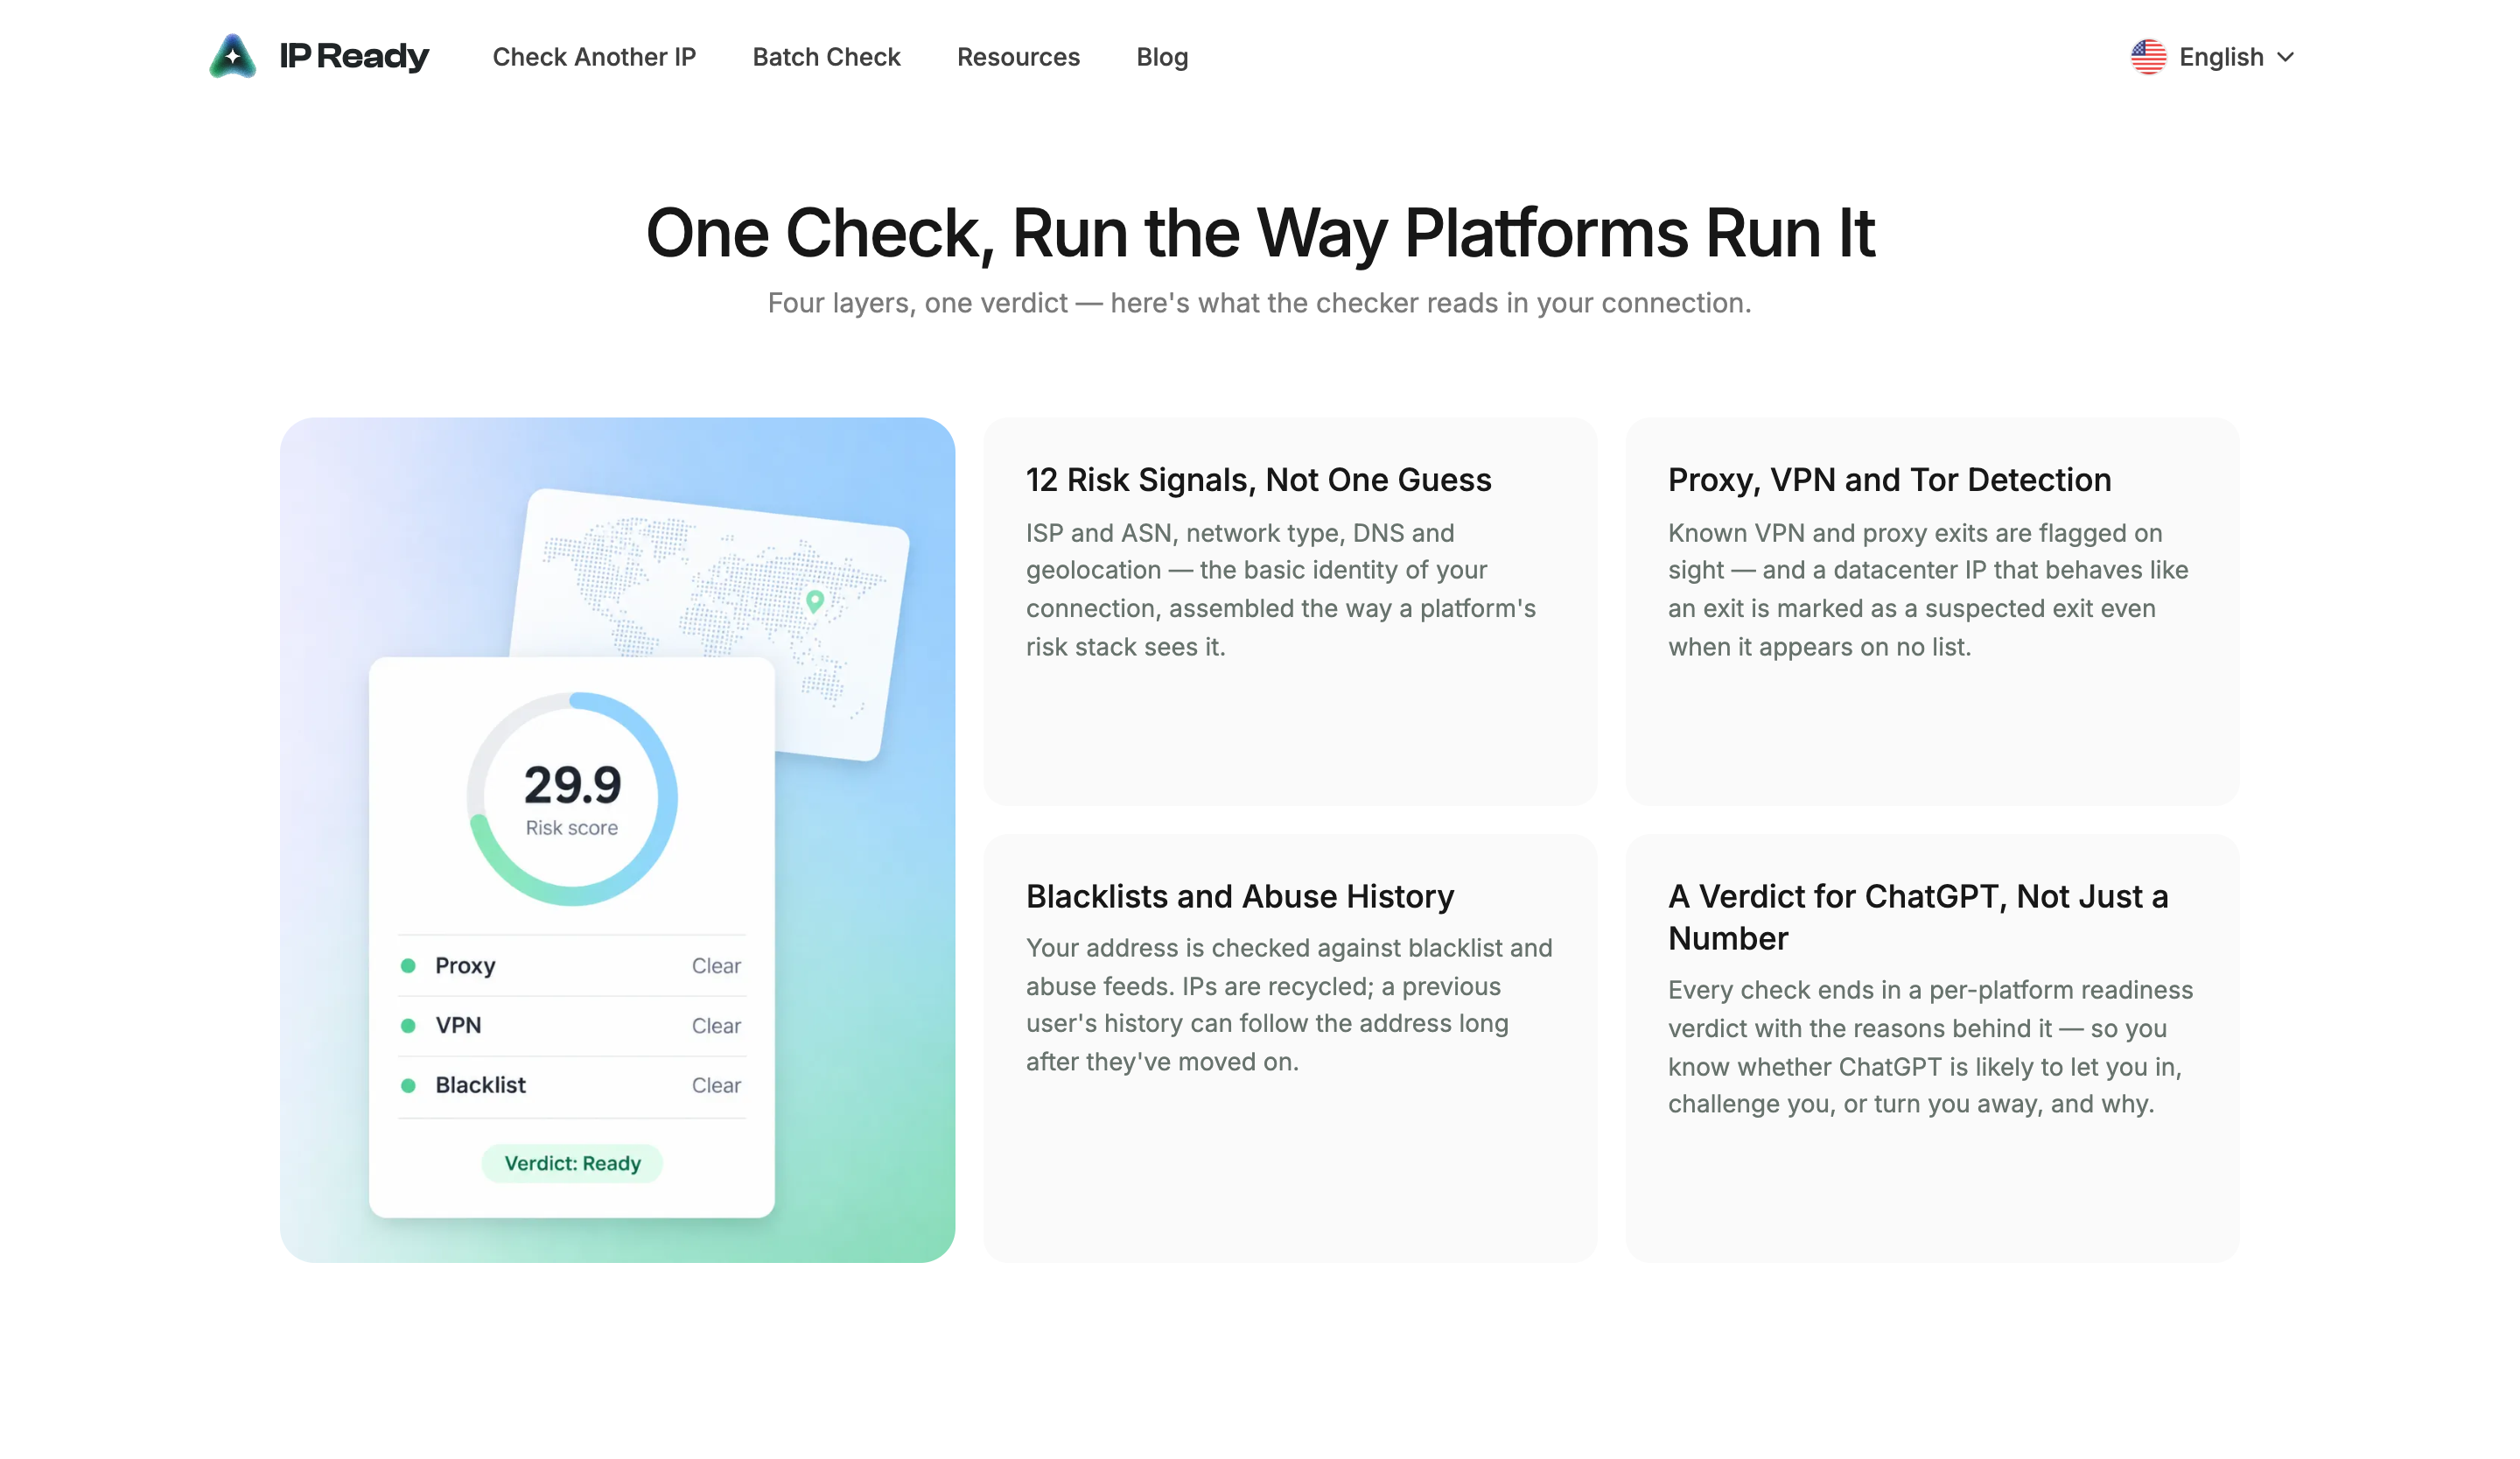 IP Ready
Check Another IP
Batch Check
Resources
Blog
English
One Check, Run the Way Platforms Run It
Four layers, one verdict — here's what the checker reads in your connection.
29.9
Risk score
Proxy Clear
VPN Clear
Blacklist Clear
Verdict: Ready
12 Risk Signals, Not One Guess
ISP and ASN, network type, DNS and
geolocation — the basic identity of your
connection, assembled the way a platform's
risk stack sees it.
Proxy, VPN and Tor Detection
Known VPN and proxy exits are flagged on
sight — and a datacenter IP that behaves like
an exit is marked as a suspected exit even
when it appears on no list.
Blacklists and Abuse History
Your address is checked against blacklist and
abuse feeds. IPs are recycled; a previous
user's history can follow the address long
after they've moved on.
A Verdict for ChatGPT, Not Just a
Number
Every check ends in a per-platform readiness
verdict with the reasons behind it — so you
know whether ChatGPT is likely to let you in,
challenge you, or turn you away, and why.